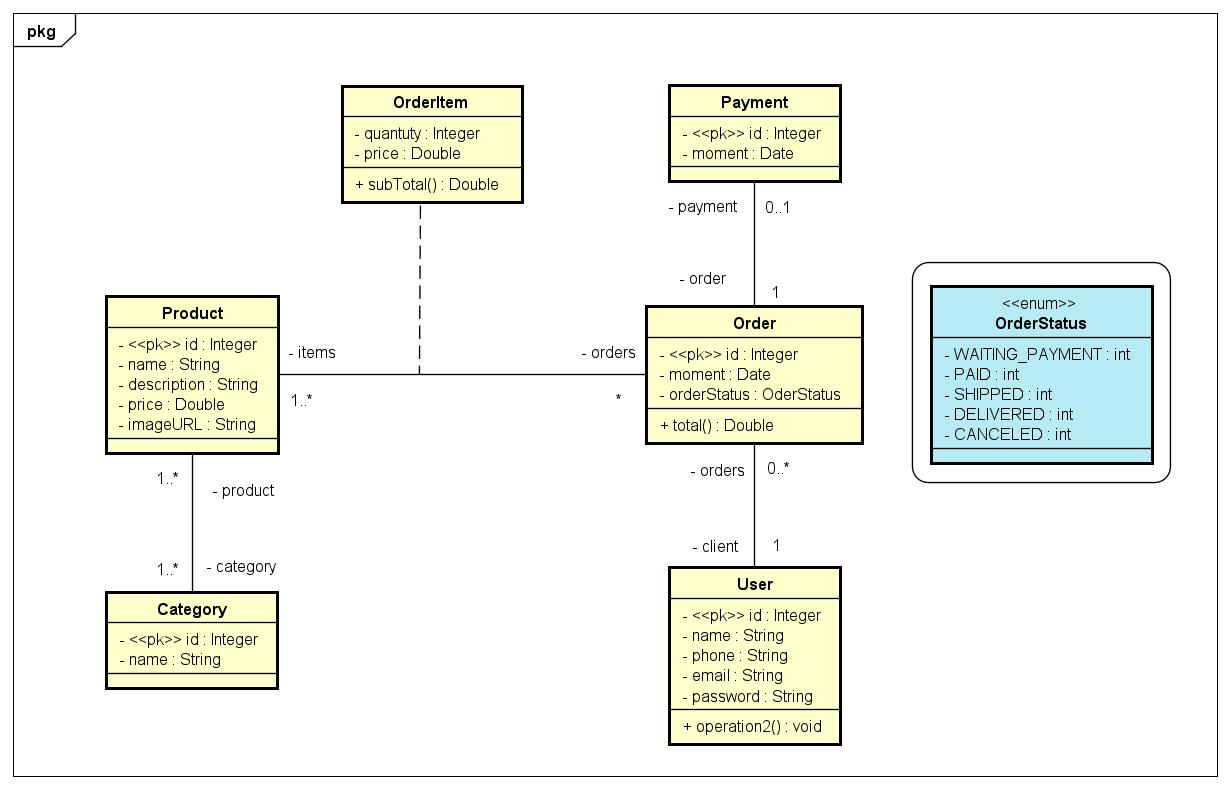 pkg
OrderItem
- quantuty : Integer
- price : Double
+ subTotal() : Double
Payment
- <<pk>> id : Integer
- moment : Date
- payment
0..1
- order
1
Product
- <<pk>> id : Integer
- name : String
- description : String
- price : Double
- imageURL : String
- items
1..*
- orders
*
Order
- <<pk>> id : Integer
- moment : Date
- orderStatus : OderStatus
+ total() : Double
<<enum>>
OrderStatus
- WAITING_PAYMENT : int
- PAID : int
- SHIPPED : int
- DELIVERED : int
- CANCELED : int
1..*
- product
1..*
- category
- orders
0..*
- client
1
Category
- <<pk>> id : Integer
- name : String
User
- <<pk>> id : Integer
- name : String
- phone : String
- email : String
- password : String
+ operation2() : void